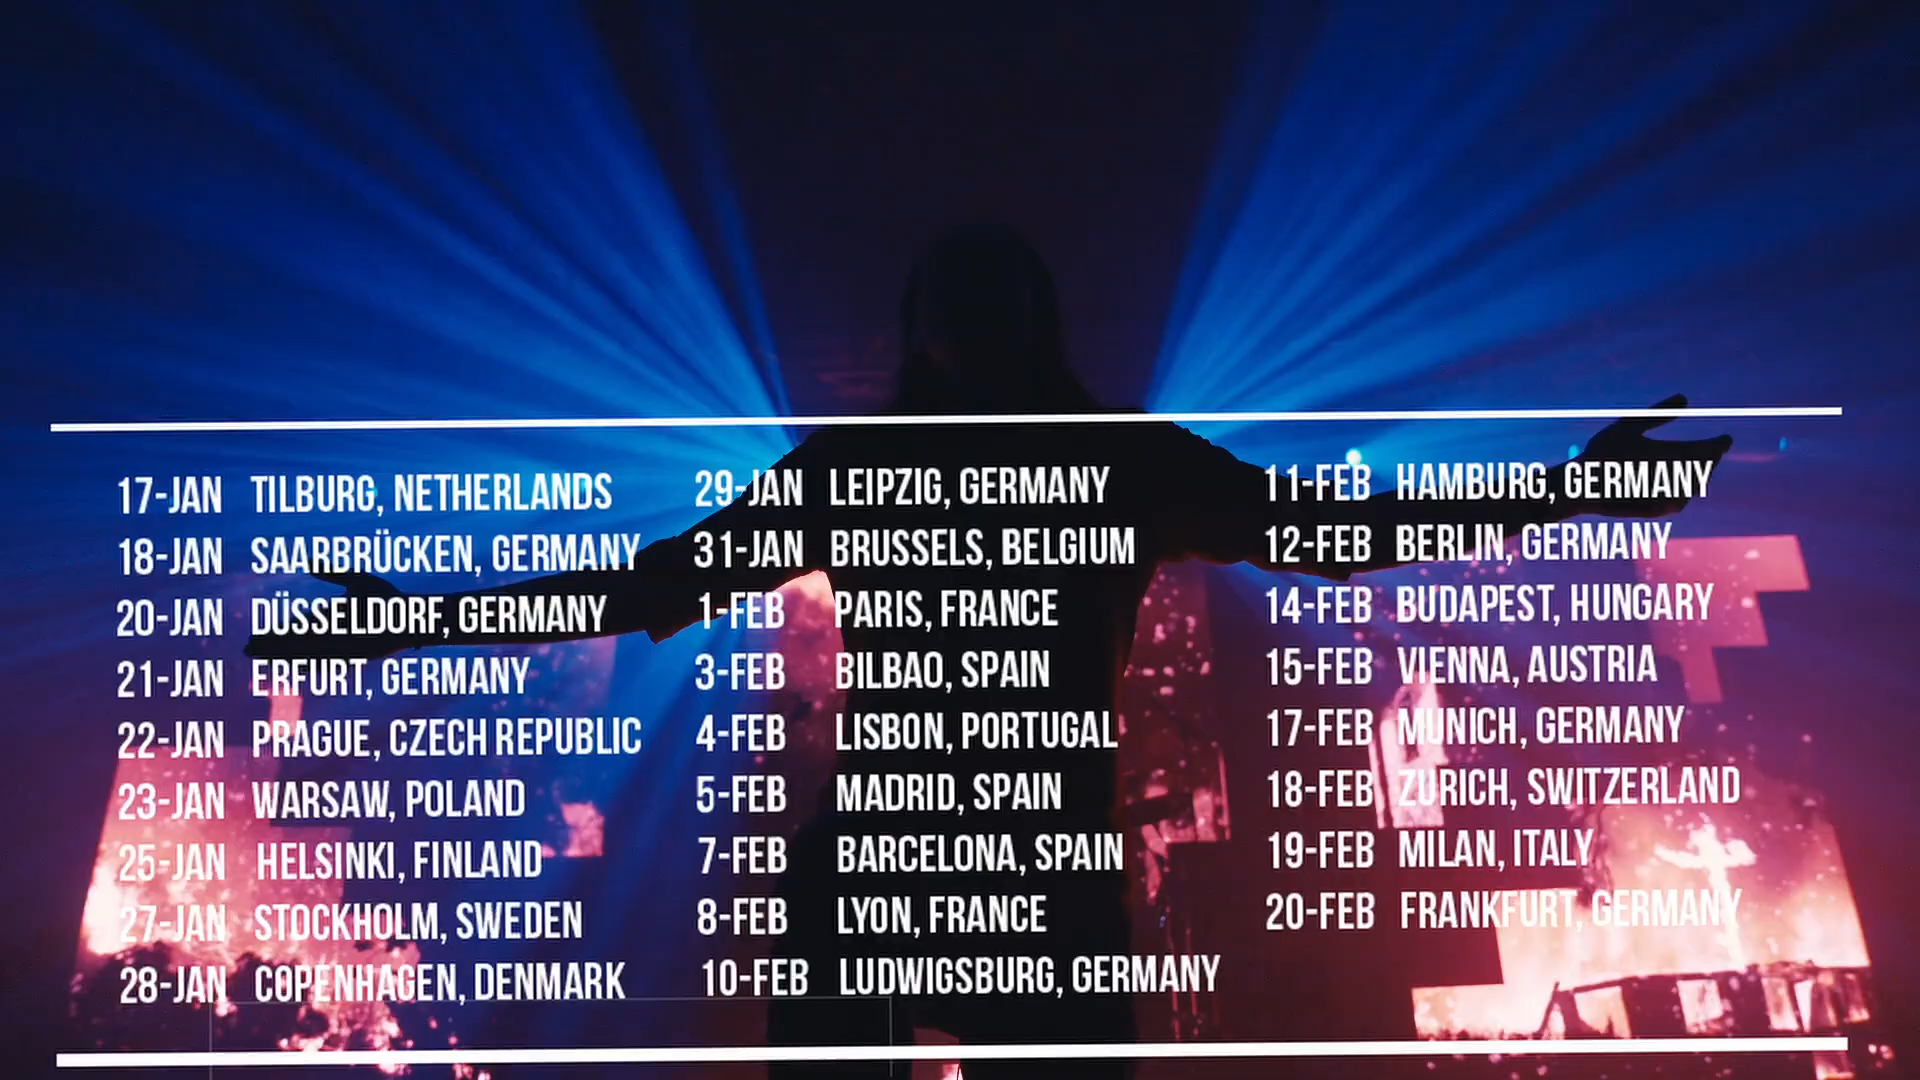 17-JAN TILBURG, NETHERLANDS
18-JAN SAARBRÜCKEN, GERMANY
20-JAN DÜSSELDORF, GERMANY
21-JAN ERFURT, GERMANY
22-JAN PRAGUE, CZECH REPUBLIC
23-JAN WARSAW, POLAND
25-JAN HELSINKI, FINLAND
27-JAN STOCKHOLM, SWEDEN
28-JAN COPENHAGEN, DENMARK
29-JAN LEIPZIG, GERMANY
31-JAN BRUSSELS, BELGIUM
1-FEB PARIS, FRANCE
3-FEB BILBAO, SPAIN
4-FEB LISBON, PORTUGAL
5-FEB MADRID, SPAIN
7-FEB BARCELONA, SPAIN
8-FEB LYON, FRANCE
10-FEB LUDWIGSBURG, GERMANY
11-FEB HAMBURG, GERMANY
12-FEB BERLIN, GERMANY
14-FEB BUDAPEST, HUNGARY
15-FEB VIENNA, AUSTRIA
17-FEB MUNICH, GERMANY
18-FEB ZURICH, SWITZERLAND
19-FEB MILAN, ITALY
20-FEB FRANKFURT, GERMANY